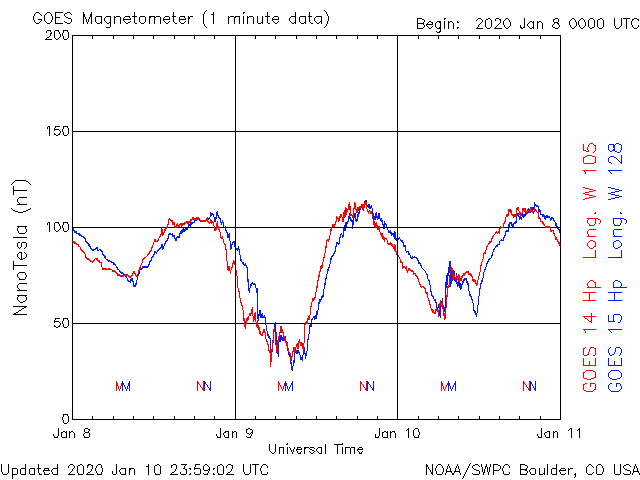 GOES Magnetometer (1 minute data)
Begin: 2020 Jan 8 0000 UTC
200
150
100
50
0
NanoTesla (nT)
M M N N M M N N M M N N
Jan 8 Jan 9 Jan 10 Jan 11
Universal Time
GOES 14 Hp Long. W 105
GOES 15 Hp Long. W 128
Updated 2020 Jan 10 23:59:02 UTC
NOAA/SWPC Boulder, CO USA